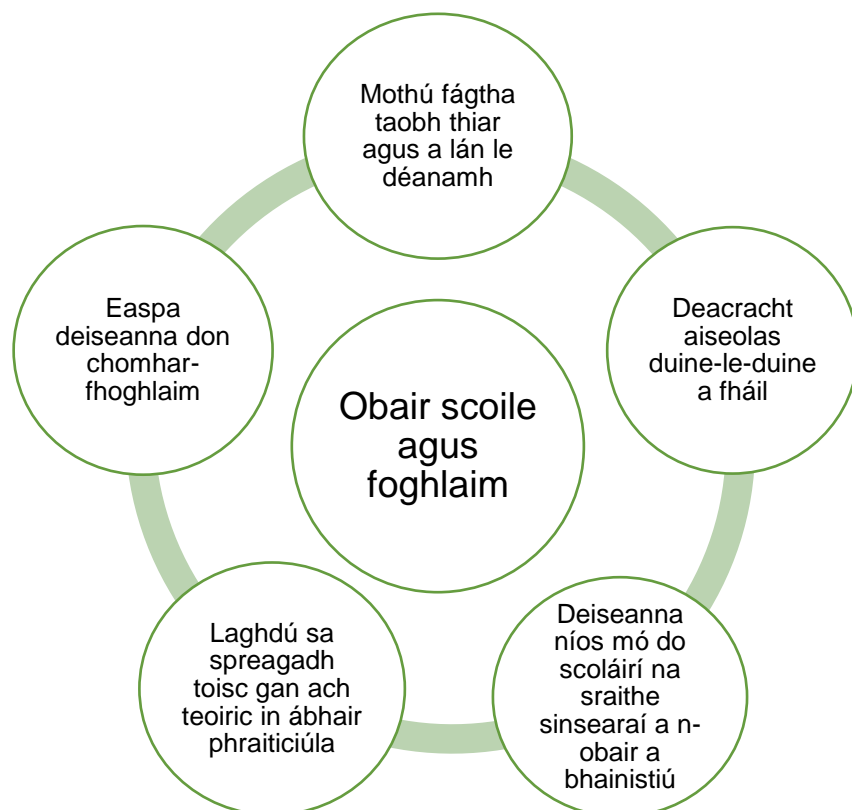 Mothú fágtha
taobh thiar
agus a lán le
déanamh
Easpa
deiseanna don
chomhar-
fhoghlaim
Deacracht
aiseolas
duine-le-duine
a fháil
Obair scoile
agus
foghlaim
Laghdú sa
spreagadh
toisc gan ach
teoiric in ábhair
phraiticiúla
Deiseanna
níos mó do
scoláirí na
sraithe
sinsearaí a n-
obair a
bhainistiú